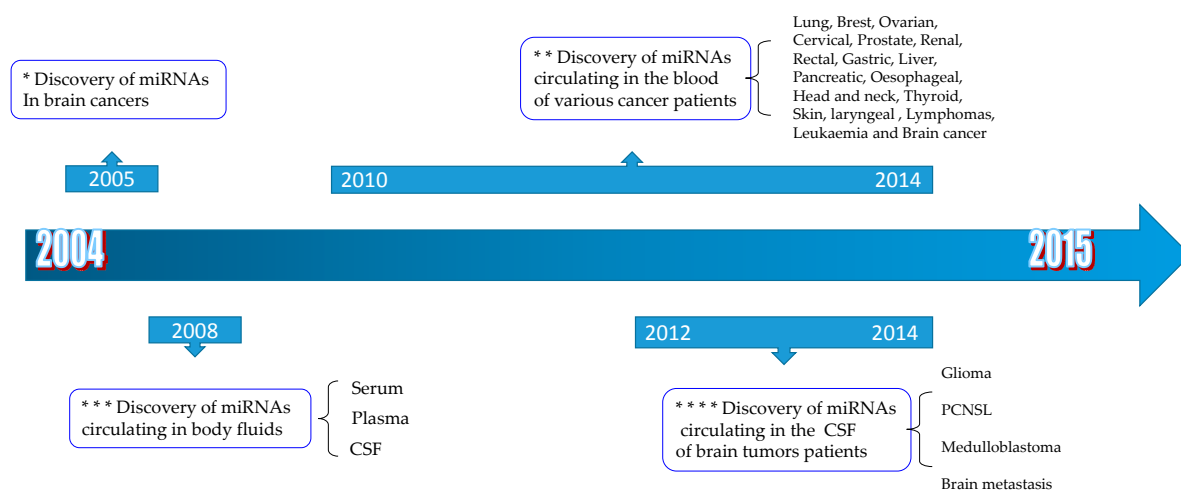 * Discovery of miRNAs
In brain cancers
* * Discovery of miRNAs
circulating in the blood
of various cancer patients
Lung, Brest, Ovarian,
Cervical, Prostate, Renal,
Rectal, Gastric, Liver,
Pancreatic, Oesophageal,
Head and neck, Thyroid,
Skin, laryngeal , Lymphomas,
Leukaemia and Brain cancer
2005
2010
2014
2004
2015
2008
2012
2014
* * * Discovery of miRNAs
circulating in body fluids
Serum
Plasma
CSF
* * * * Discovery of miRNAs
circulating in the CSF
of brain tumors patients
Glioma
PCNSL
Medulloblastoma
Brain metastasis